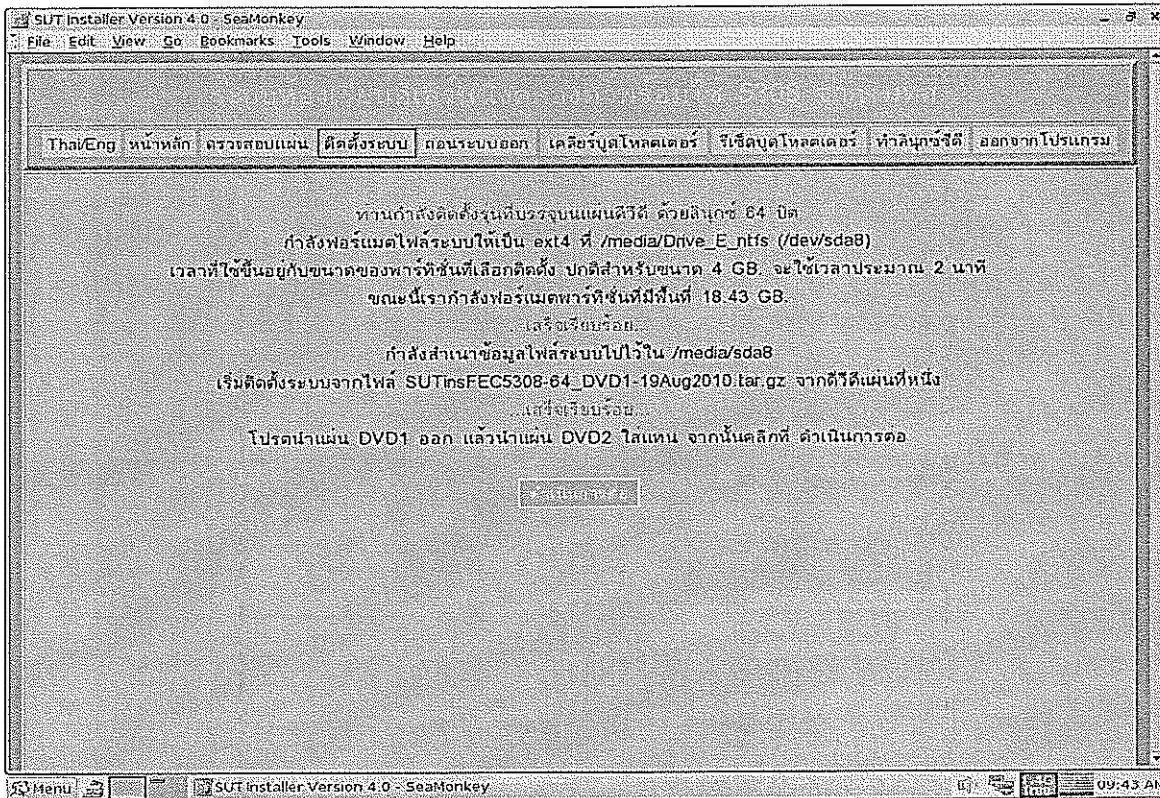 SUT Installer Version 4.0 - SeaMonkey
File Edit View Go Bookmarks Tools Window Help
Thai/Eng หน้าหลัก ตรวจสอบแผ่น ติดตั้งระบบ ถอนระบบออก เคลียร์บูตโหลดเดอร์ รีเซ็ตบูตโหลดเดอร์ ทำลินุกซ์ซีดี ออกจากโปรแกรม
ท่านกำลังติดตั้งรุ่นที่บรรจุบนแผ่นดีวีดี ด้วยลินุกซ์ 64 บิต
กำลังฟอร์แมตไฟล์ระบบให้เป็น ext4 ที่ /media/Drive_E_ntfs (/dev/sda8)
เวลาที่ใช้ขึ้นอยู่กับขนาดของพาร์ทิชั่นที่เลือกติดตั้ง ปกติสำหรับขนาด 4 GB. จะใช้เวลาประมาณ 2 นาที
ขณะนี้เรากำลังฟอร์แมตพาร์ทิชั่นที่มีพื้นที่ 18.43 GB.
...เสร็จเรียบร้อย...
กำลังสำเนาข้อมูลไฟล์ระบบไปไว้ใน /media/sda8
เริ่มติดตั้งระบบจากไฟล์ SUTinsFEC5308-64_DVD1-19Aug2010.tar.gz จากดีวีดีแผ่นที่หนึ่ง
...เสร็จเรียบร้อย...
โปรดนำแผ่น DVD1 ออก แล้วนำแผ่น DVD2 ใส่แทน จากนั้นคลิกที่ ดำเนินการต่อ
ดำเนินการต่อ
Menu SUT Installer Version 4.0 - SeaMonkey 09:43 AM